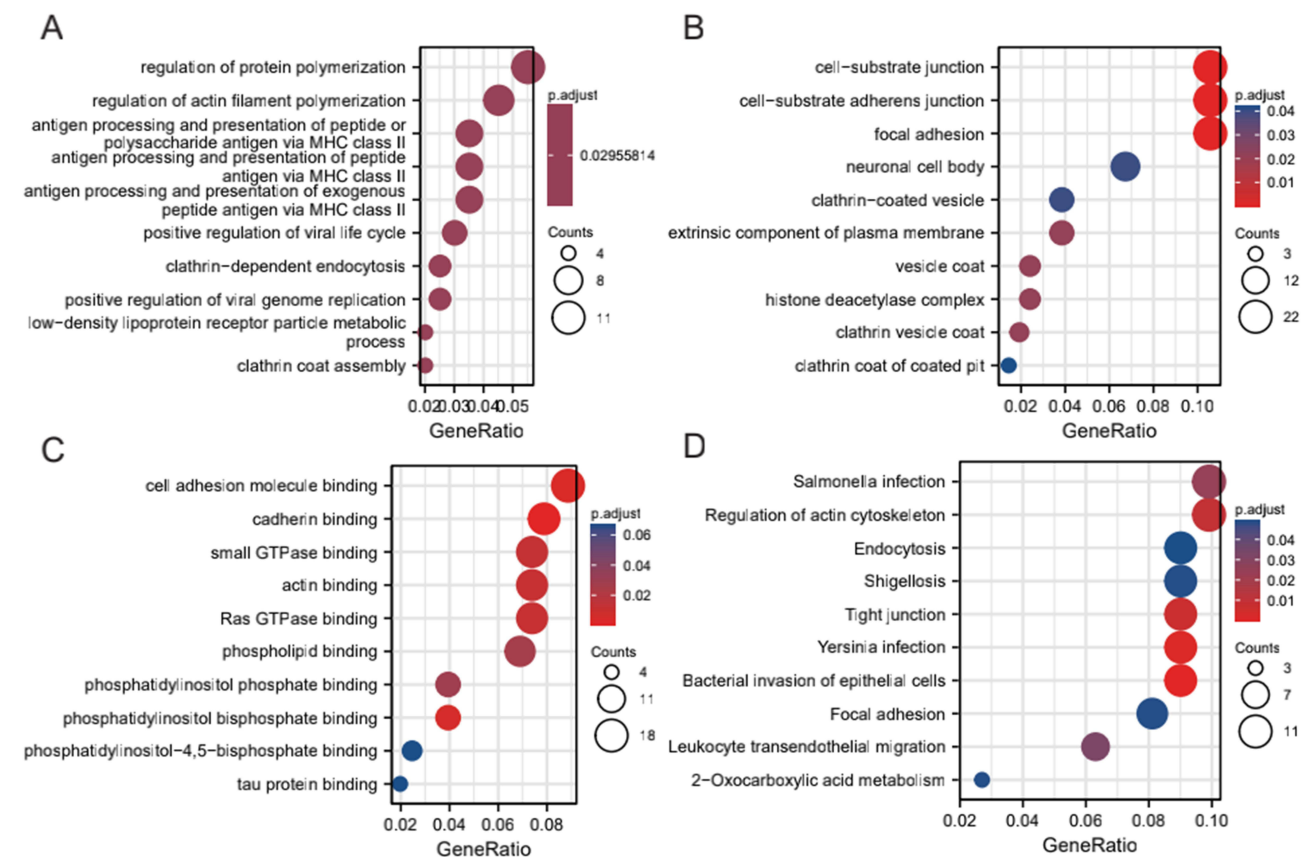 A
regulation of protein polymerization
regulation of actin filament polymerization
antigen processing and presentation of peptide or
polysaccharide antigen via MHC class II
antigen processing and presentation of peptide
antigen via MHC class II
antigen processing and presentation of exogenous
peptide antigen via MHC class II
positive regulation of viral life cycle
clathrin-dependent endocytosis
positive regulation of viral genome replication
low-density lipoprotein receptor particle metabolic
process
clathrin coat assembly
0.02 0.03 0.04 0.05
GeneRatio
p.adjust
0.02955814
Counts
4
8
11
B
cell-substrate junction
cell-substrate adherens junction
focal adhesion
neuronal cell body
clathrin-coated vesicle
extrinsic component of plasma membrane
vesicle coat
histone deacetylase complex
clathrin vesicle coat
clathrin coat of coated pit
0.02 0.04 0.06 0.08 0.10
GeneRatio
p.adjust
0.04
0.03
0.02
0.01
Counts
3
12
22
C
cell adhesion molecule binding
cadherin binding
small GTPase binding
actin binding
Ras GTPase binding
phospholipid binding
phosphatidylinositol phosphate binding
phosphatidylinositol bisphosphate binding
phosphatidylinositol-4,5-bisphosphate binding
tau protein binding
0.02 0.04 0.06 0.08
GeneRatio
p.adjust
0.06
0.04
0.02
Counts
4
11
18
D
Salmonella infection
Regulation of actin cytoskeleton
Endocytosis
Shigellosis
Tight junction
Yersinia infection
Bacterial invasion of epithelial cells
Focal adhesion
Leukocyte transendothelial migration
2-Oxocarboxylic acid metabolism
0.02 0.04 0.06 0.08 0.10
GeneRatio
p.adjust
0.04
0.03
0.02
0.01
Counts
3
7
11